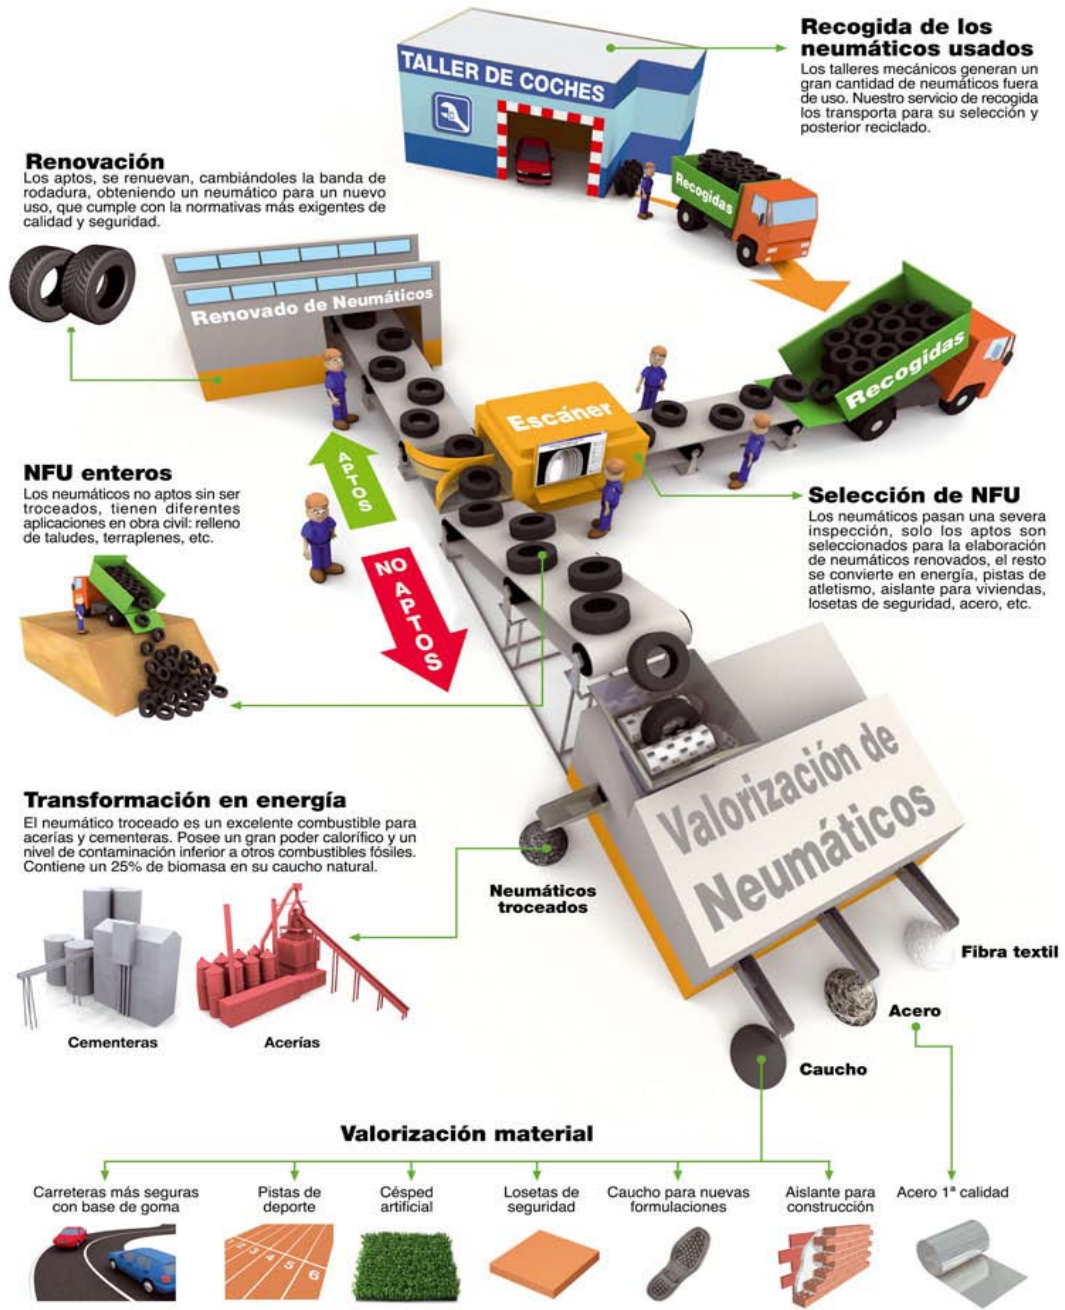 Recogida de los
neumáticos usados
Los talleres mecánicos generan un
gran cantidad de neumáticos fuera
de uso. Nuestro servicio de recogida
los transporta para su selección y
posterior reciclado.
TALLER DE COCHES
Recogidas
Renovación
Los aptos, se renuevan, cambiándoles la banda de
rodadura, obteniendo un neumático para un nuevo
uso, que cumple con la normativas más exigentes de
calidad y seguridad.
Renovado de Neumáticos
Recogidas
Escáner
APTOS
NO
APTOS
NFU enteros
Los neumáticos no aptos sin ser
troceados, tienen diferentes
aplicaciones en obra civil: relleno
de taludes, terraplenes, etc.
Selección de NFU
Los neumáticos pasan una severa
inspección, solo los aptos son
seleccionados para la elaboración
de neumáticos renovados, el resto
se convierte en energía, pistas de
atletismo, aislante para viviendas,
losetas de seguridad, acero, etc.
Valorización de
Neumáticos
Transformación en energía
El neumático troceado es un excelente combustible para
acerías y cementeras. Posee un gran poder calorífico y un
nivel de contaminación inferior a otros combustibles fósiles.
Contiene un 25% de biomasa en su caucho natural.
Neumáticos
troceados
Cementeras
Acerías
Fibra textil
Acero
Caucho
Valorización material
Carreteras más seguras
con base de goma
Pistas de
deporte
Césped
artificial
Losetas de
seguridad
Caucho para nuevas
formulaciones
Aislante para
construcción
Acero 1ª calidad
1 2 3 4 5 6